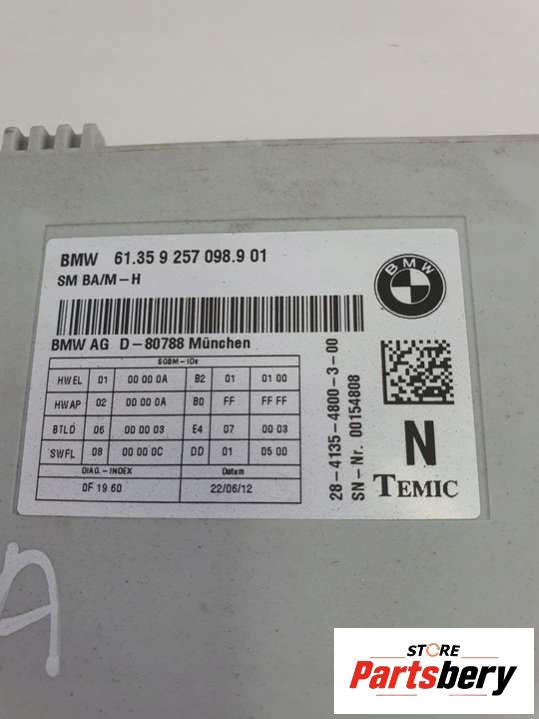 BMW 61.35 9 257 098.9 01
SM BA/M-H
BMW
BMW AG D-80788 München
SGBM-IDs
HWEL 01 00 00 0A B2 01 01 00
HWAP 02 00 00 0A B0 FF FF FF
BTLD 06 00 00 03 E4 07 00 03
SWFL 08 00 00 0C DD 01 05 00
DIAG.-INDEX Datum
0F 19 60 22/06/12
28-4135-4800-3-00
SN-Nr. 00154808
N
TEMIC
A
STORE
Partsbery